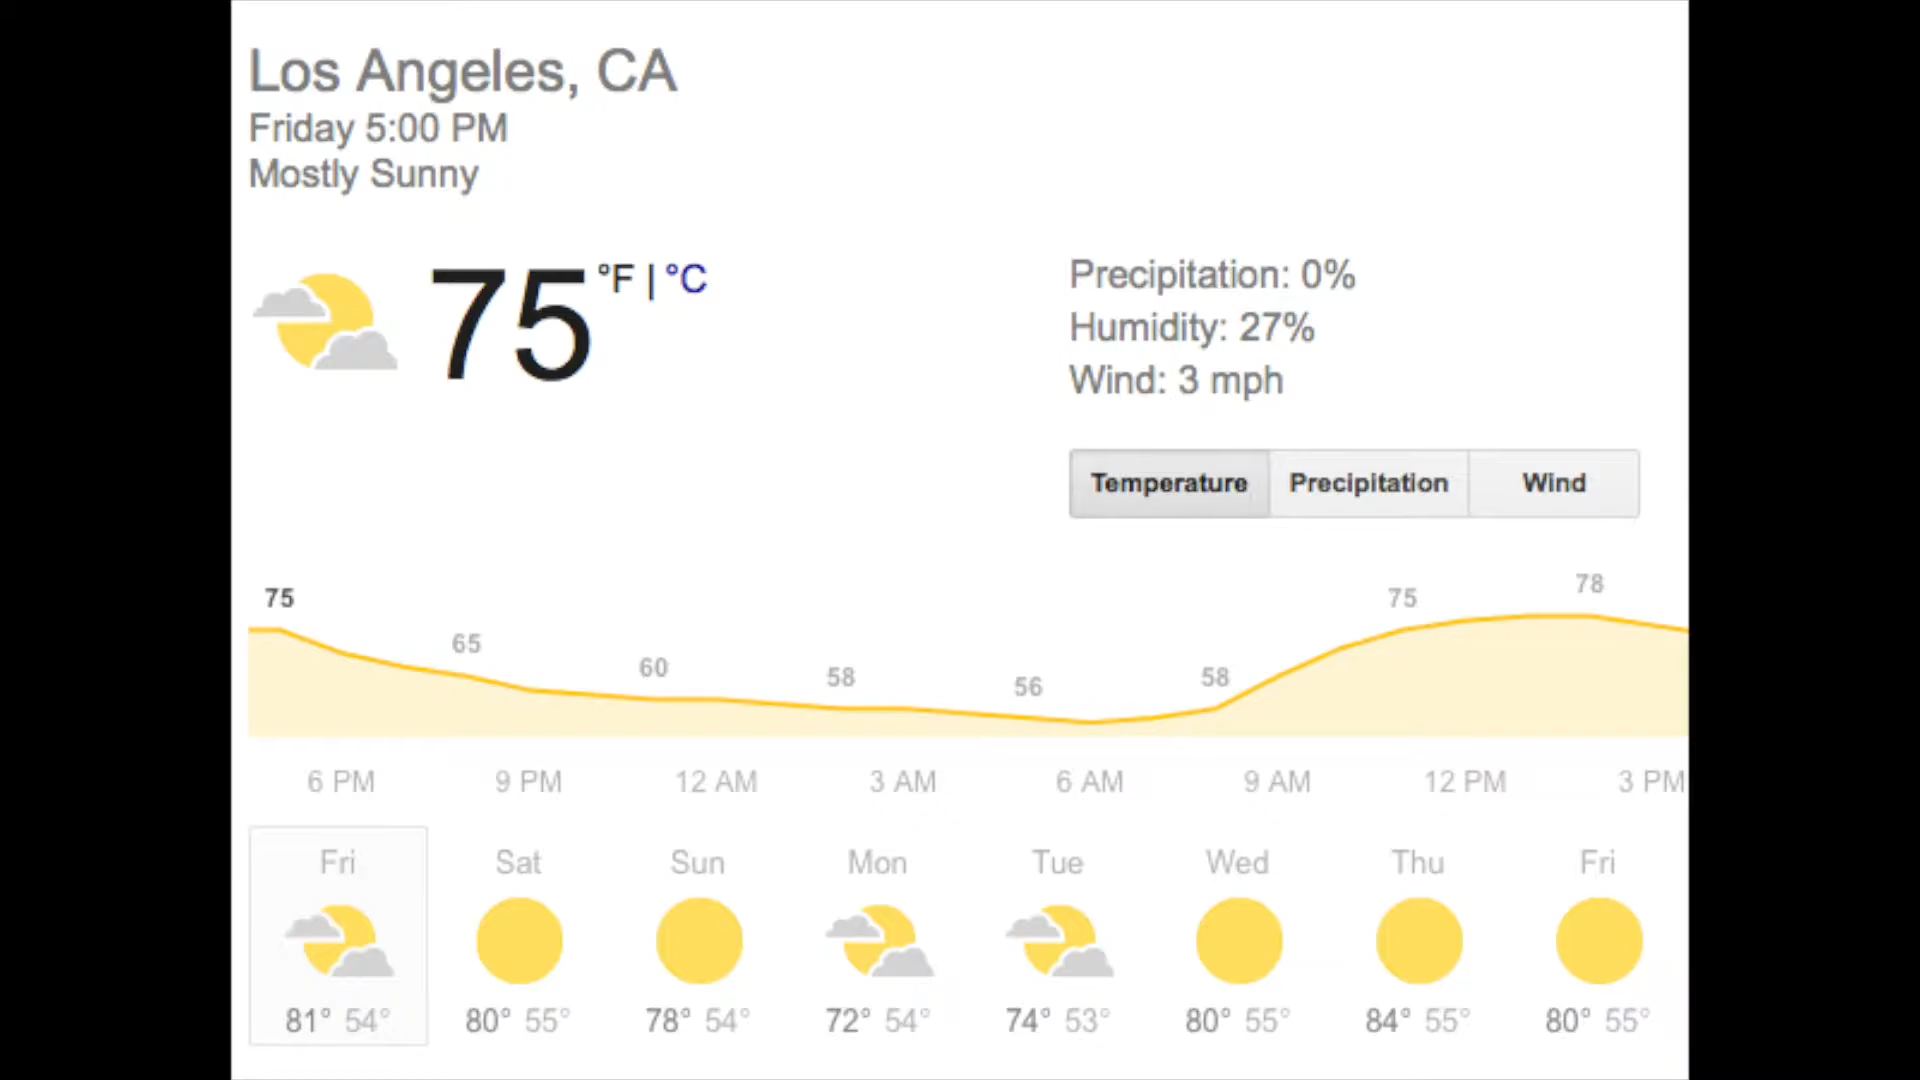 Los Angeles, CA
Friday 5:00 PM
Mostly Sunny
75 °F | °C
Precipitation: 0%
Humidity: 27%
Wind: 3 mph
Temperature Precipitation Wind
75 65 60 58 56 58 75 78
6 PM 9 PM 12 AM 3 AM 6 AM 9 AM 12 PM 3 PM
Fri Sat Sun Mon Tue Wed Thu Fri
81° 54° 80° 55° 78° 54° 72° 54° 74° 53° 80° 55° 84° 55° 80° 55°